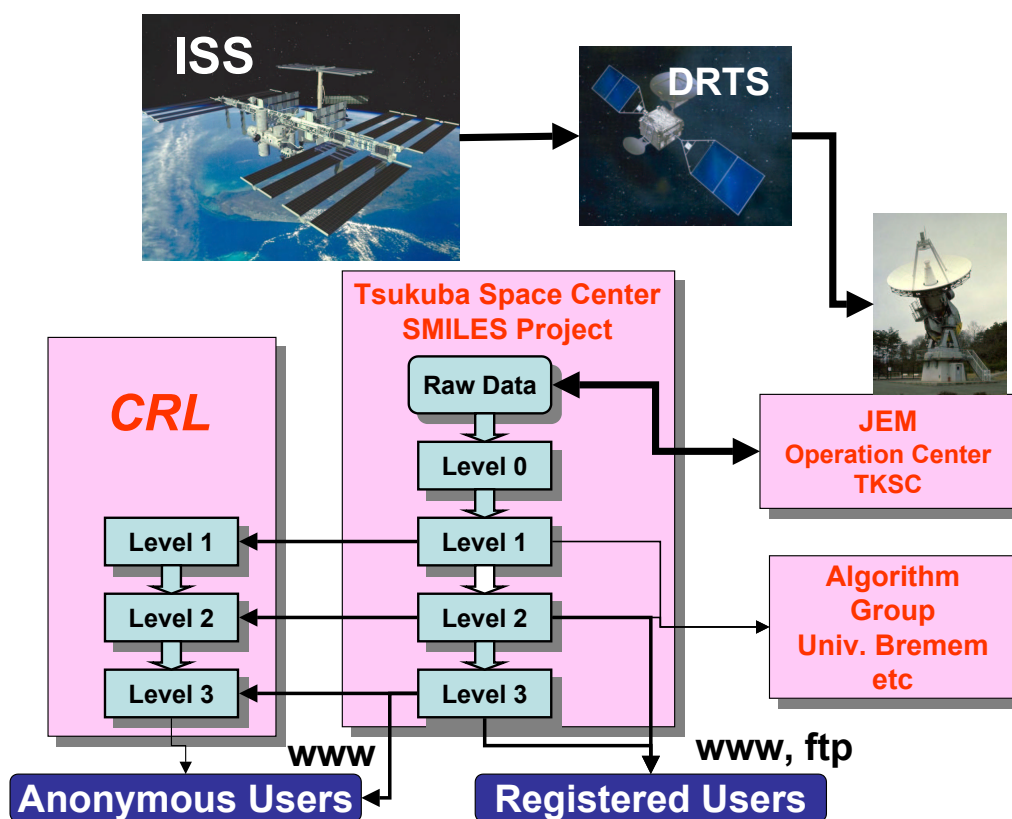 ISS
DRTS
Tsukuba Space Center
SMILES Project
CRL
Raw Data
JEM
Operation Center
TKSC
Level 0
Level 1
Level 1
Level 2
Level 2
Level 3
Level 3
Algorithm
Group
Univ. Bremem
etc
www
www, ftp
Anonymous Users
Registered Users